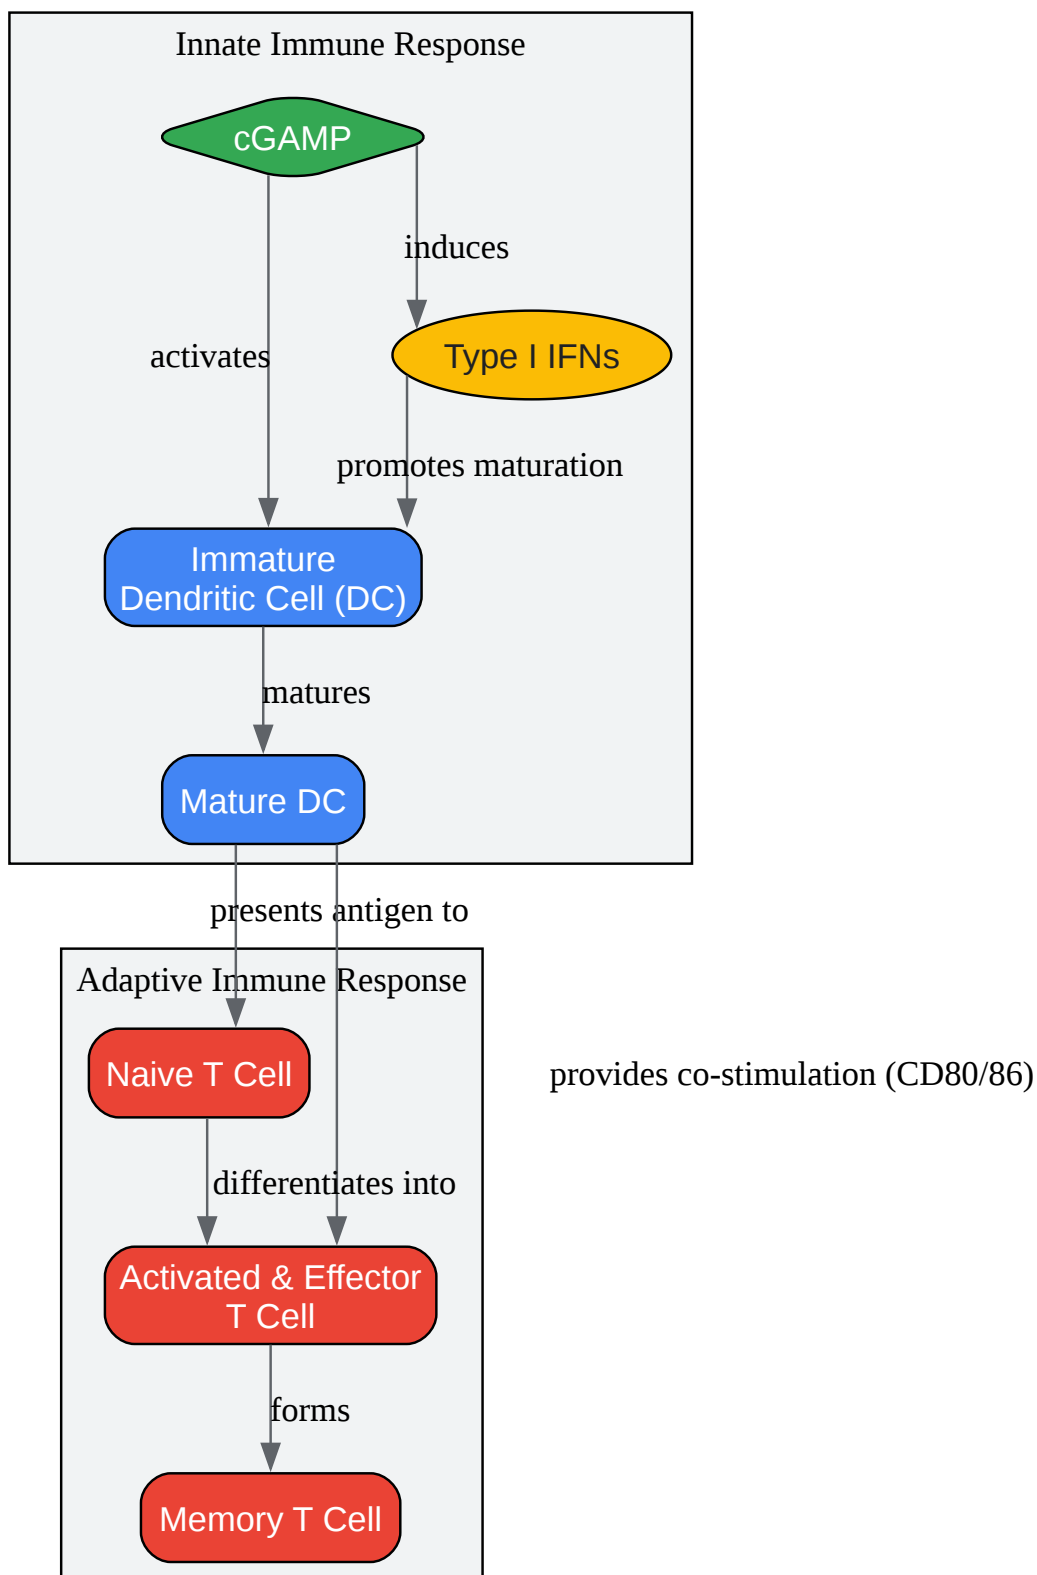 Innate Immune Response
cGAMP
induces
activates
Type I IFNs
promotes maturation
Immature
Dendritic Cell (DC)
matures
Mature DC
presents antigen to
Adaptive Immune Response
Naive T Cell
provides co-stimulation (CD80/86)
differentiates into
Activated & Effector
T Cell
forms
Memory T Cell